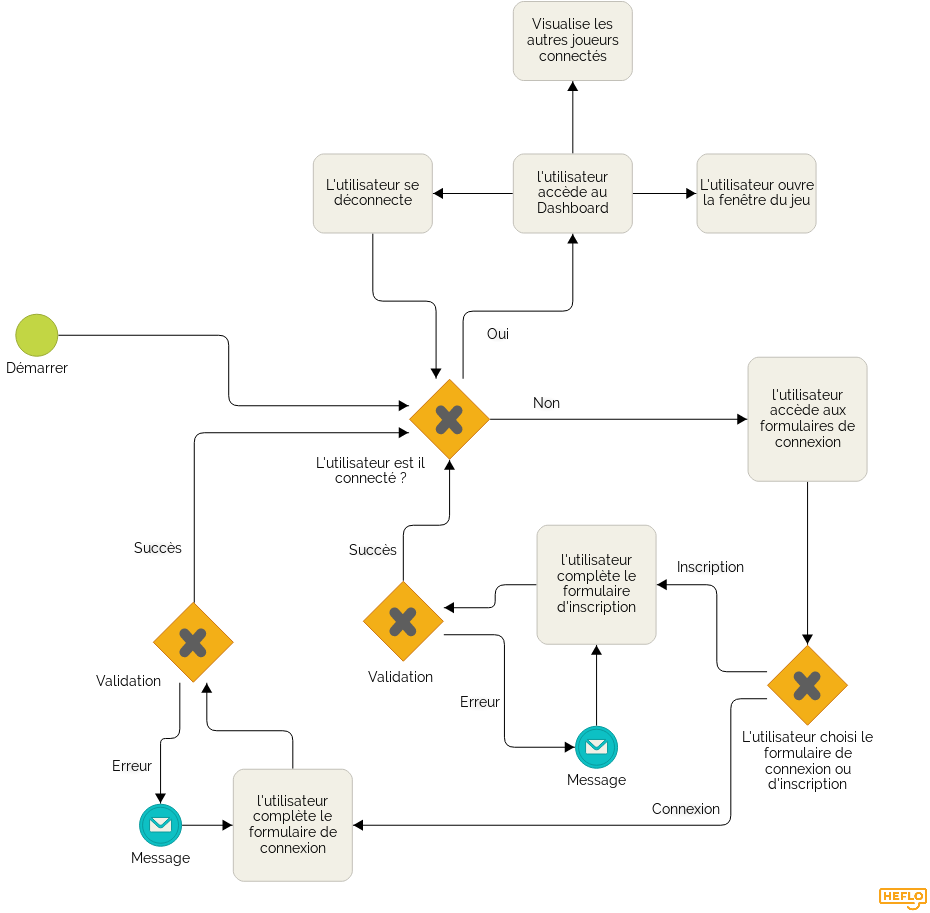 Visualise les
autres joueurs
connectés
L'utilisateur se
déconnecte
l'utilisateur
accède au
Dashboard
L'utilisateur ouvre
la fenêtre du jeu
Oui
Démarrer
Non
l'utilisateur
accède aux
formulaires de
connexion
L'utilisateur est il
connecté ?
Succès
Succès
l'utilisateur
complète le
formulaire
d'inscription
Inscription
Validation
Validation
Erreur
L'utilisateur choisi le
formulaire de
connexion ou
d'inscription
Message
Erreur
l'utilisateur
complète le
formulaire de
connexion
Connexion
Message
HEFLO